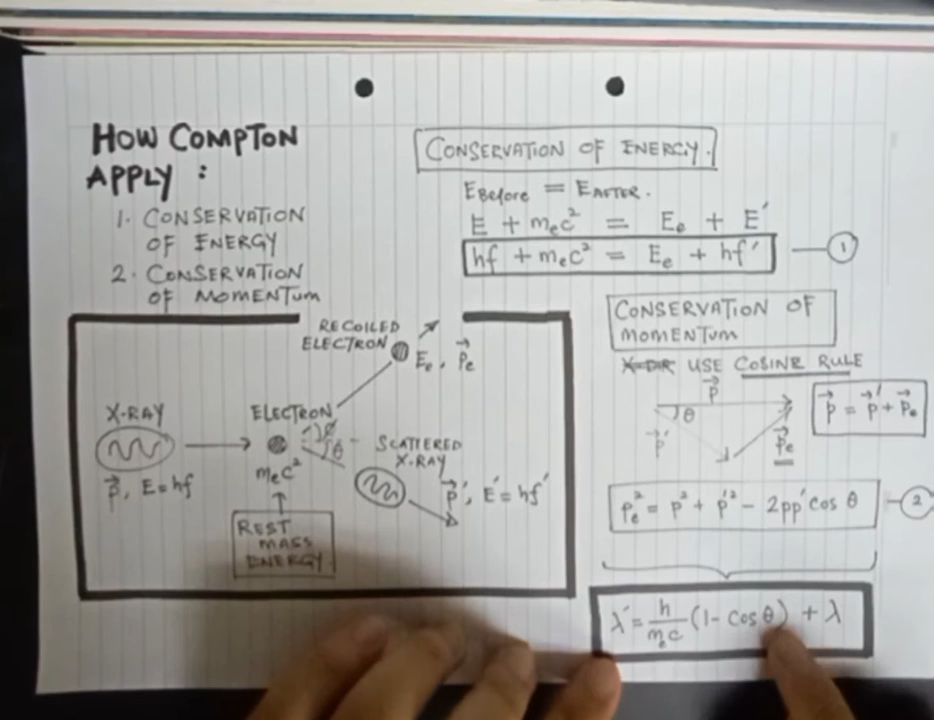 HOW COMPTON
APPLY :
1. CONSERVATION
OF ENERGY
2. CONSERVATION
OF MOMENTUM
CONSERVATION OF ENERGY.
EBefore = EAFTER.
E + mₑc² = Eₑ + E′
hf + mₑc² = Eₑ + hf′
1
CONSERVATION OF
MOMENTUM
USE COSINE RULE
p⃗
θ
p⃗′
p⃗e
p⃗ = p⃗′ + p⃗e
pₑ² = p² + p′² − 2pp′cos θ
2
λ′ = h/mₑc (1 - cos θ) + λ
RECOILED
ELECTRON
Eₑ, p⃗e
X-RAY
p⃗, E = hf
ELECTRON
mₑc²
θ
REST
MASS
ENERGY.
SCATTERED
X-RAY
p⃗′, E′ = hf′